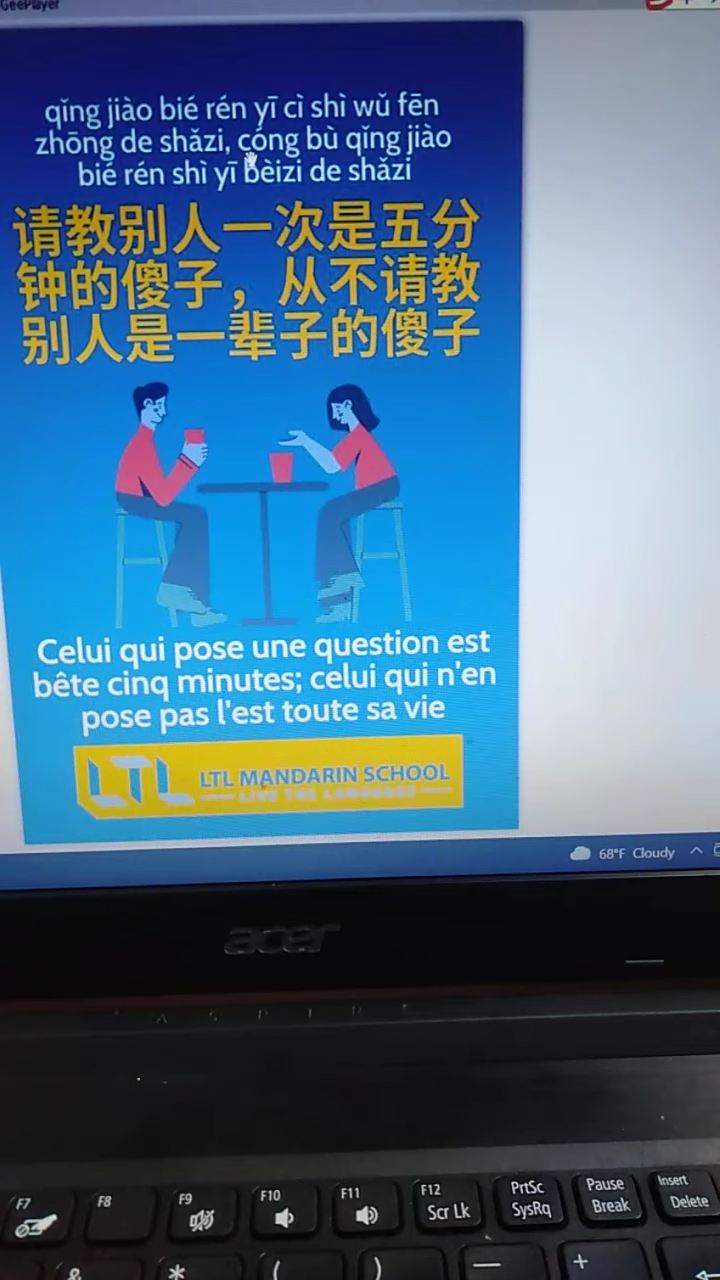 GeePlayer
qǐng jiào bié rén yī cì shì wǔ fēn
zhōng de shǎzi, cóng bù qǐng jiào
bié rén shì yī bèizi de shǎzi
请教别人一次是五分
钟的傻子，从不请教
别人是一辈子的傻子
Celui qui pose une question est
bête cinq minutes; celui qui n'en
pose pas l'est toute sa vie
LTL LTL MANDARIN SCHOOL
LIVE THE LANGUAGE
68°F Cloudy
acer
ASPIRE
F7 F8 F9 F10 F11 F12 PrtSc Pause Insert
Scr Lk SysRq Break Delete
& * ( ) — +